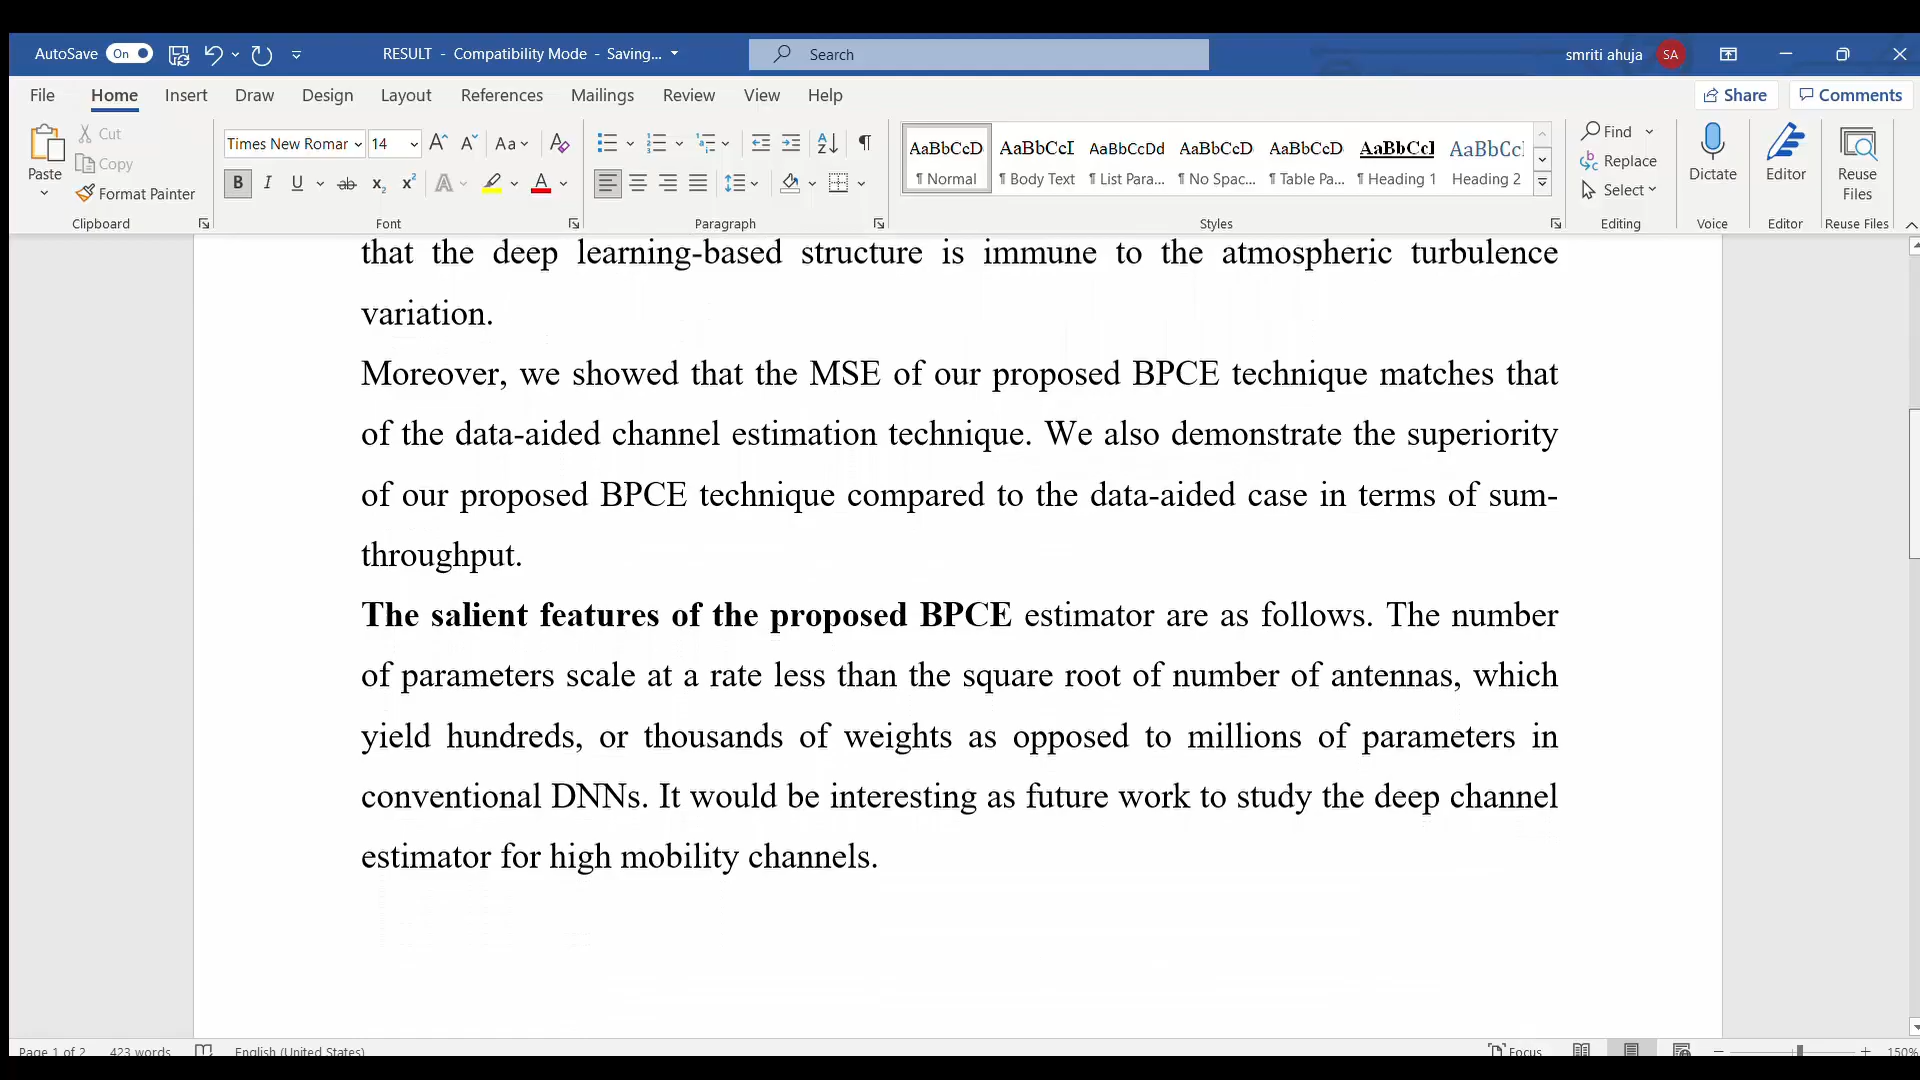 AutoSave On RESULT - Compatibility Mode - Saving... Search smriti ahuja SA
File Home Insert Draw Design Layout References Mailings Review View Help Share Comments
Paste Cut Copy Format Painter
Times New Romar 14
AaBbCcD AaBbCcI AaBbCcDd AaBbCcD AaBbCcD AaBbCcI AaBbCc
¶ Normal ¶ Body Text ¶ List Para... ¶ No Spac... ¶ Table Pa... ¶ Heading 1 Heading 2
Find Replace Select Dictate Editor Reuse Files
Clipboard Font Paragraph Styles Editing Voice Editor Reuse Files
that the deep learning-based structure is immune to the atmospheric turbulence
variation.
Moreover, we showed that the MSE of our proposed BPCE technique matches that
of the data-aided channel estimation technique. We also demonstrate the superiority
of our proposed BPCE technique compared to the data-aided case in terms of sum-
throughput.
The salient features of the proposed BPCE estimator are as follows. The number
of parameters scale at a rate less than the square root of number of antennas, which
yield hundreds, or thousands of weights as opposed to millions of parameters in
conventional DNNs. It would be interesting as future work to study the deep channel
estimator for high mobility channels.
Page 1 of 2 423 words English (United States) Focus 150%